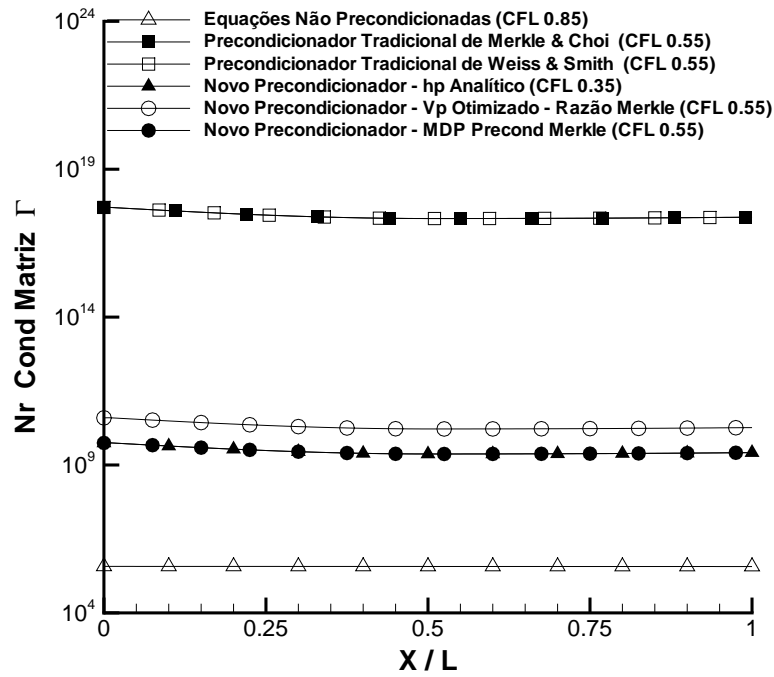 Equações Não Precondicionadas (CFL 0.85)
Precondicionador Tradicional de Merkle & Choi (CFL 0.55)
Precondicionador Tradicional de Weiss & Smith (CFL 0.55)
Novo Precondicionador - hp Analítico (CFL 0.35)
Novo Precondicionador - Vp Otimizado - Razão Merkle (CFL 0.55)
Novo Precondicionador - MDP Precond Merkle (CFL 0.55)
Nr Cond Matriz Γ
10^24
10^19
10^14
10^9
10^4
0 0.25 0.5 0.75 1
X / L